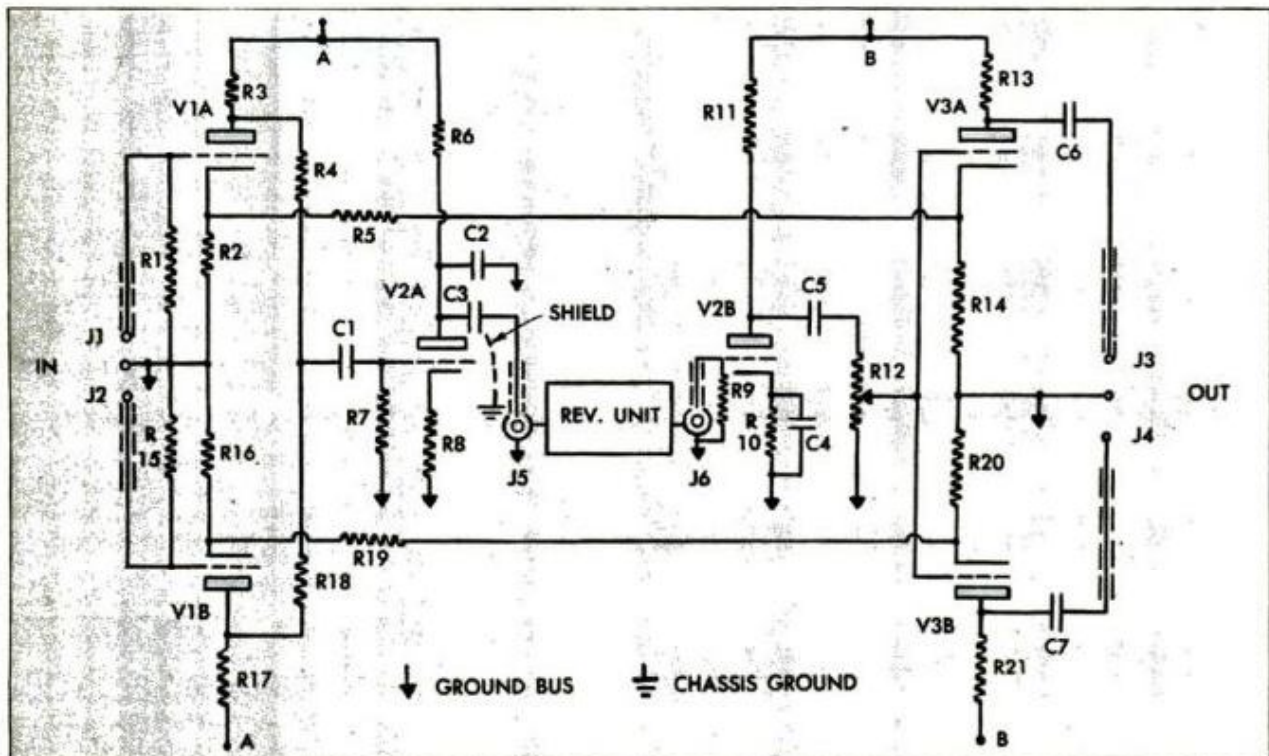 A
B
R3
R13
V1A
R11
V3A
R6
C6
R4
R5
R1
R2
C2
R14
V2A
C3
SHIELD
V2B
C5
J1
C1
J3
IN
R12
OUT
J2
R7
REV. UNIT
R9
R
15
R16
R8
R
10
C4
J4
J5
J6
R20
R19
R18
V1B
V3B
C7
R17
GROUND BUS
CHASSIS GROUND
R21
A
B